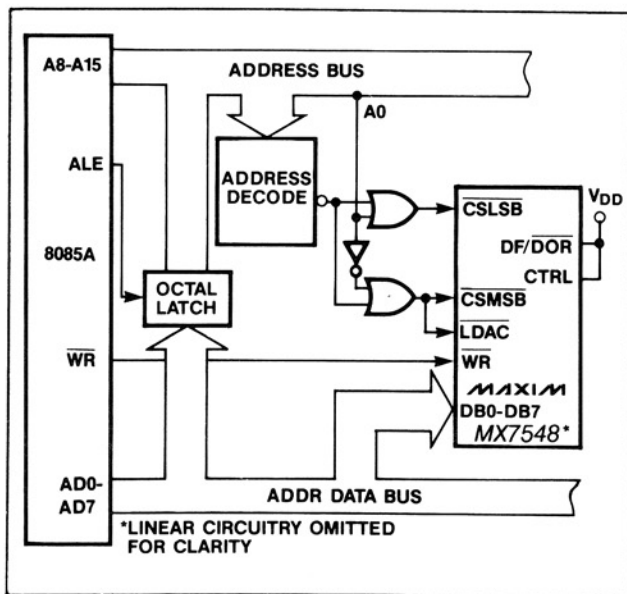 A8-A15
ADDRESS BUS
A0
ALE
ADDRESS
DECODE
8085A
OCTAL
LATCH
WR
AD0-
AD7
ADDR DATA BUS
*LINEAR CIRCUITRY OMITTED
FOR CLARITY
VDD
CSLSB
DF/DOR
CTRL
CSMSB
LDAC
WR
MAXIM
DB0-DB7
MX7548*